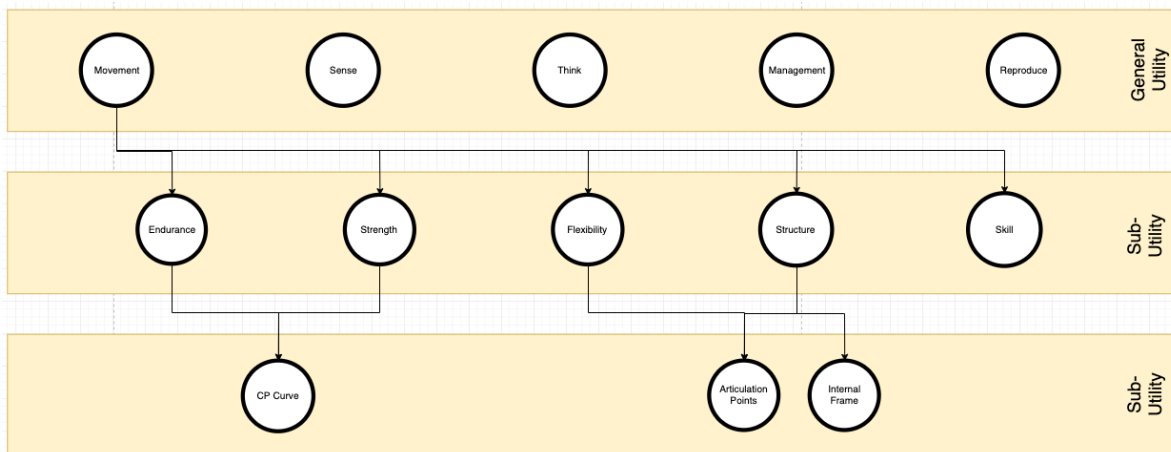 Movement
Sense
Think
Management
Reproduce
General
Utility
Endurance
Strength
Flexibility
Structure
Skill
Sub-
Utility
CP Curve
Articulation
Points
Internal
Frame
Sub-
Utility